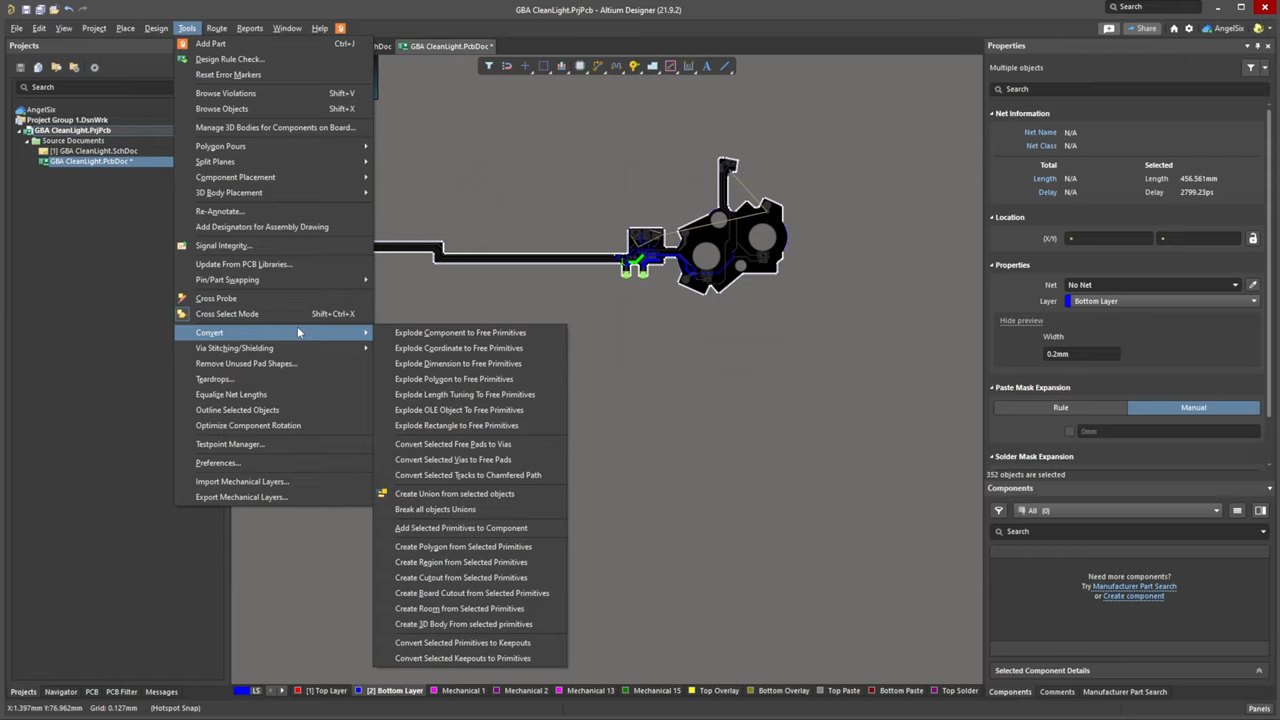 GBA CleanLight.PrjPcb - Altium Designer (21.9.2)
Search
File Edit View Project Place Design Tools Route Reports Window Help
Share
AngelSix
Projects
Search
AngelSix
Project Group 1.DsnWrk
GBA CleanLight.PrjPcb
Source Documents
[1] GBA CleanLight.SchDoc
GBA CleanLight.PcbDoc *
Add Part Ctrl+J
Design Rule Check...
Reset Error Markers
Browse Violations Shift+V
Browse Objects Shift+X
Manage 3D Bodies for Components on Board...
Polygon Pours
Split Planes
Component Placement
3D Body Placement
Re-Annotate...
Add Designators for Assembly Drawing
Signal Integrity...
Update From PCB Libraries...
Pin/Part Swapping
Cross Probe
Cross Select Mode Shift+Ctrl+X
Convert
Via Stitching/Shielding
Remove Unused Pad Shapes...
Teardrops...
Equalize Net Lengths
Outline Selected Objects
Optimize Component Rotation
Testpoint Manager...
Preferences...
Import Mechanical Layers...
Export Mechanical Layers...
Explode Component to Free Primitives
Explode Coordinate to Free Primitives
Explode Dimension to Free Primitives
Explode Polygon to Free Primitives
Explode Length Tuning To Free Primitives
Explode OLE Object To Free Primitives
Explode Rectangle to Free Primitives
Convert Selected Free Pads to Vias
Convert Selected Vias to Free Pads
Convert Selected Tracks to Chamfered Path
Create Union from selected objects
Break all objects Unions
Add Selected Primitives to Component
Create Polygon from Selected Primitives
Create Region from Selected Primitives
Create Cutout from Selected Primitives
Create Board Cutout from Selected Primitives
Create Room from Selected Primitives
Create 3D Body From selected primitives
Convert Selected Primitives to Keepouts
Convert Selected Keepouts to Primitives
hDoc
GBA CleanLight.PcbDoc *
Properties
Multiple objects
Search
Net Information
Net Name N/A
Net Class N/A
Total Selected
Length N/A Length 456.561mm
Delay N/A Delay 2799.23ps
Location
(X/Y) * *
Properties
Net No Net
Layer Bottom Layer
Hide preview
Width
0.2mm
Paste Mask Expansion
Rule Manual
0mm
Solder Mask Expansion
352 objects are selected
Components
All (0)
Search
Need more components?
Try Manufacturer Part Search
or Create component
Selected Component Details
Projects Navigator PCB PCB Filter Messages
LS [1] Top Layer [2] Bottom Layer Mechanical 1 Mechanical 2 Mechanical 13 Mechanical 15 Top Overlay Bottom Overlay Top Paste Bottom Paste Top Solder
Components Comments Manufacturer Part Search
X:1.397mm Y:76.962mm Grid: 0.127mm (Hotspot Snap)
Panels